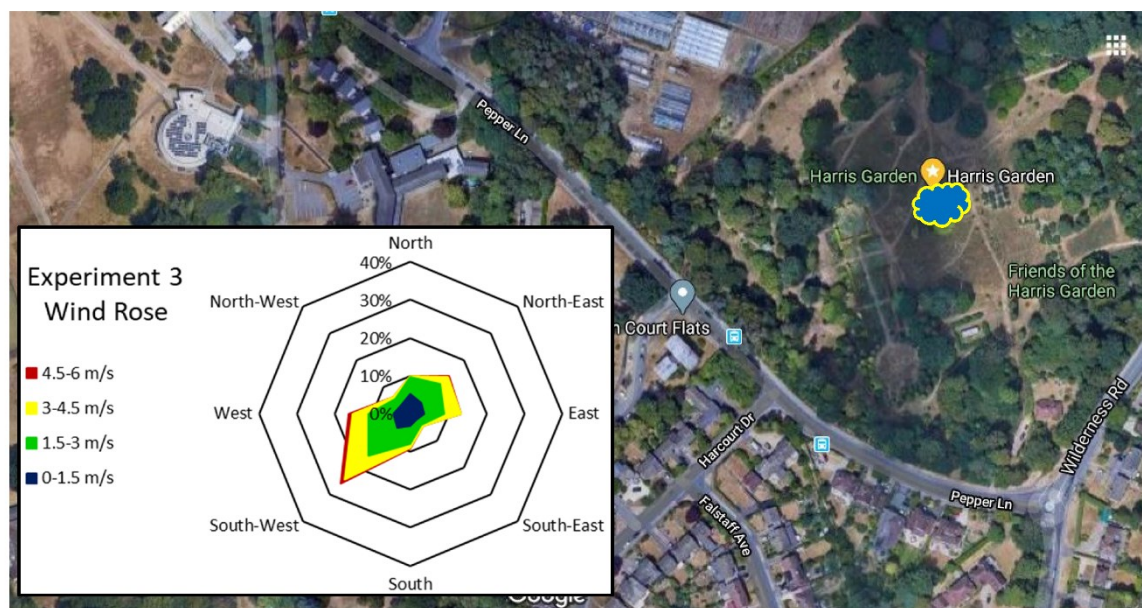 Pepper Ln
Harris Garden
Harris Garden
Friends of the
Harris Garden
Court Flats
Harcourt Dr
Falstaff Ave
Wilderness Rd
Pepper Ln
Google
Experiment 3
Wind Rose
4.5-6 m/s
3-4.5 m/s
1.5-3 m/s
0-1.5 m/s
North
40%
30%
20%
10%
0%
North-West
North-East
West
East
South-West
South-East
South